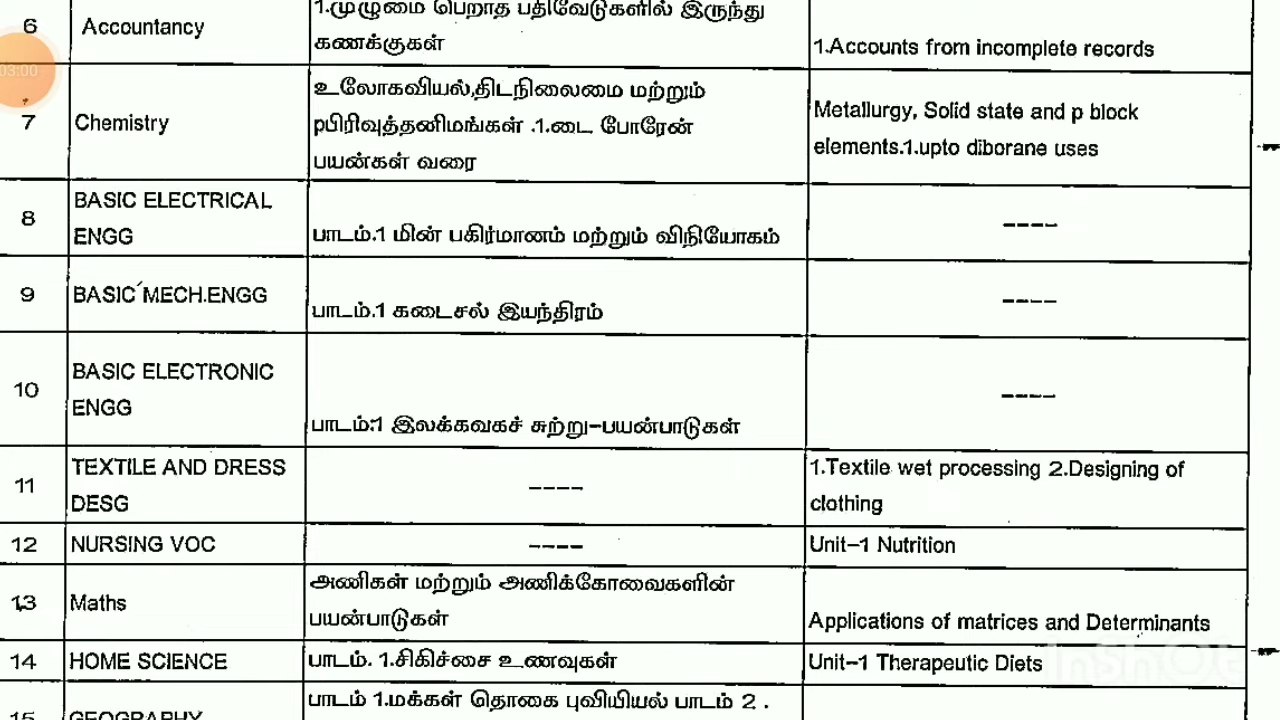 6 Accountancy
1.முழுமை பெறாத பதிவேடுகளில் இருந்து
கணக்குகள்
1.Accounts from incomplete records
03:00
7 Chemistry
உலோகவியல்,திடநிலைமை மற்றும்
pபிரிவுத்தனிமங்கள் .1.டை போரேன்
பயன்கள் வரை
Metallurgy, Solid state and p block
elements.1.upto diborane uses
8 BASIC ELECTRICAL
ENGG
பாடம்.1 மின் பகிர்மானம் மற்றும் விநியோகம்
----
9 BASIC MECH.ENGG
பாடம்.1 கடைசல் இயந்திரம்
----
10 BASIC ELECTRONIC
ENGG
பாடம்:1 இலக்கவகச் சுற்று-பயன்பாடுகள்
----
11 TEXTILE AND DRESS
DESG
----
1.Textile wet processing 2.Designing of
clothing
12 NURSING VOC
----
Unit-1 Nutrition
13 Maths
அணிகள் மற்றும் அணிக்கோவைகளின்
பயன்பாடுகள்
Applications of matrices and Determinants
14 HOME SCIENCE
பாடம். 1.சிகிச்சை உணவுகள்
Unit-1 Therapeutic Diets
InShOt
15 GEOGRAPHY
பாடம் 1.மக்கள் தொகை புவியியல் பாடம் 2 .